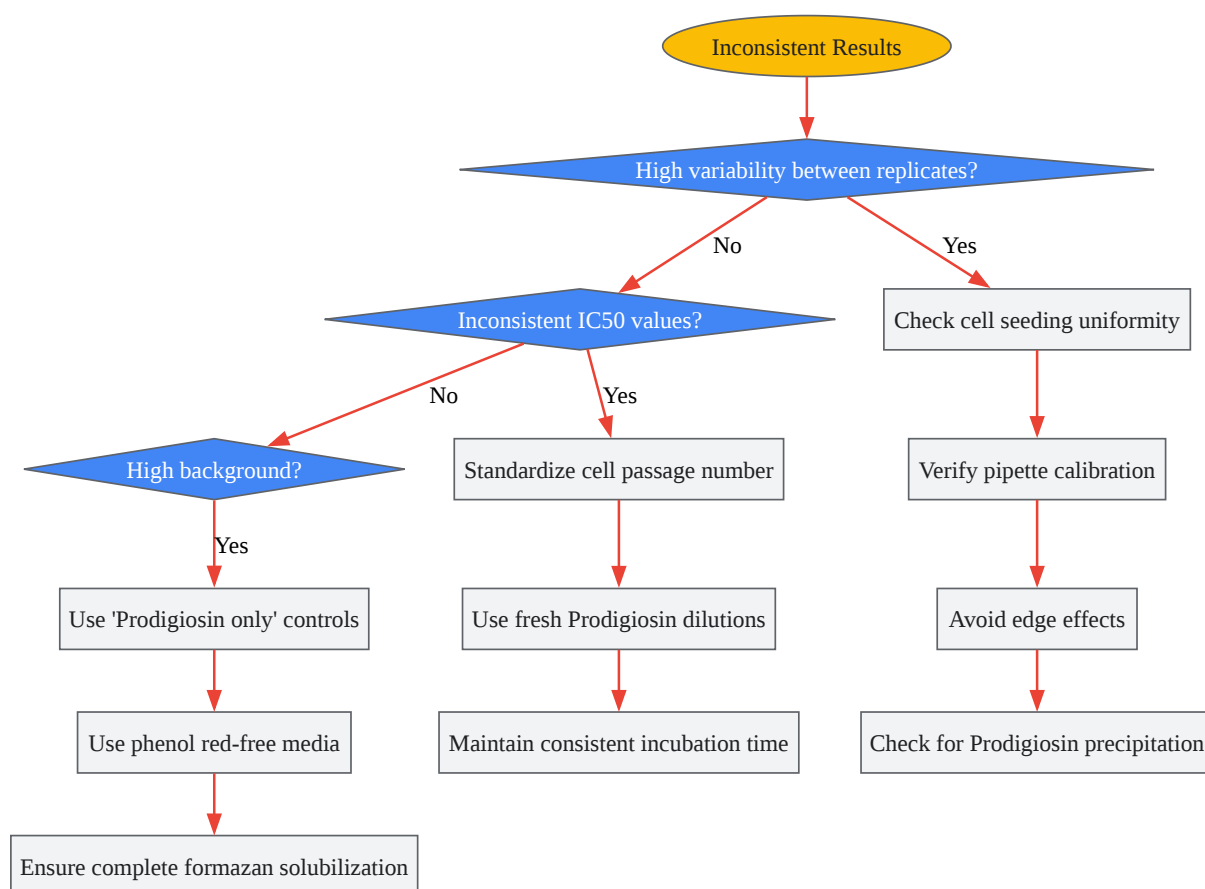 Inconsistent Results
High variability between replicates?
No
Yes
Inconsistent IC50 values?
Check cell seeding uniformity
No
Yes
High background?
Standardize cell passage number
Verify pipette calibration
Yes
Use 'Prodigiosin only' controls
Use fresh Prodigiosin dilutions
Avoid edge effects
Use phenol red-free media
Maintain consistent incubation time
Check for Prodigiosin precipitation
Ensure complete formazan solubilization